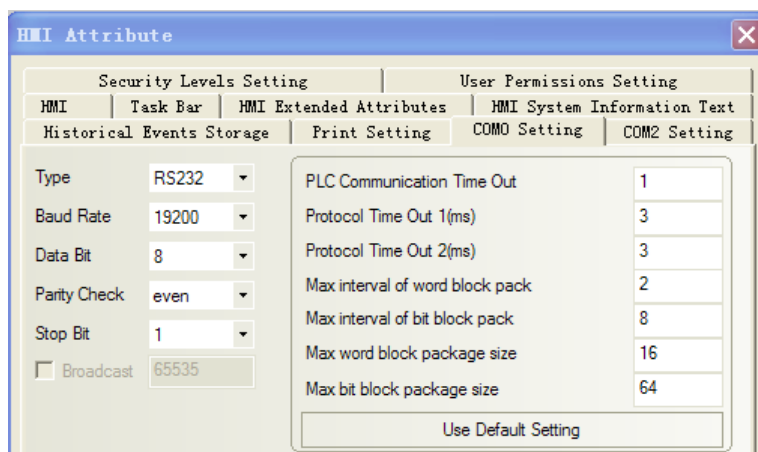 HMI Attribute
Security Levels Setting User Permissions Setting
HMI Task Bar HMI Extended Attributes HMI System Information Text
Historical Events Storage Print Setting COM0 Setting COM2 Setting
Type RS232 PLC Communication Time Out 1
Baud Rate 19200 Protocol Time Out 1(ms) 3
Data Bit 8 Protocol Time Out 2(ms) 3
Parity Check even Max interval of word block pack 2
Stop Bit 1 Max interval of bit block pack 8
Broadcast 65535 Max word block package size 16
Max bit block package size 64
Use Default Setting